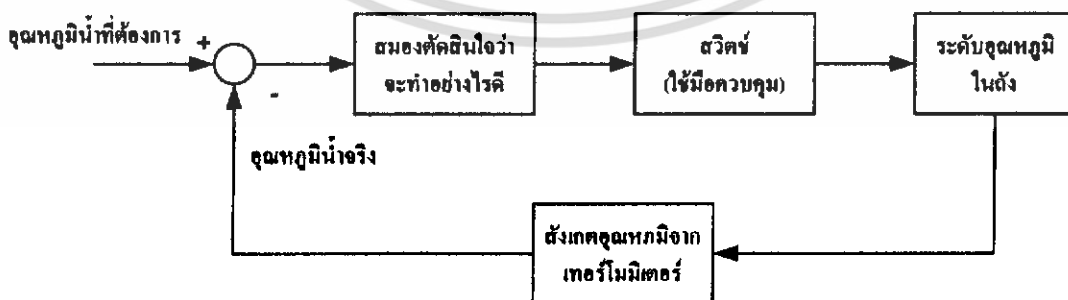 อุณหภูมิน้ำที่ต้องการ
+
-
สมองตัดสินใจว่า
จะทำอย่างไรดี
สวิตช์
(ใช้มือควบคุม)
ระดับอุณหภูมิ
ในถัง
อุณหภูมิน้ำจริง
สังเกตอุณหภมิจาก
เทอร์โมมิเตอร์